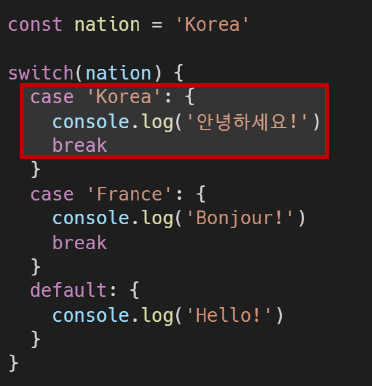 const nation = 'Korea'
switch(nation) {
  case 'Korea': {
    console.log('안녕하세요!')
    break
  }
  case 'France': {
    console.log('Bonjour!')
    break
  }
  default: {
    console.log('Hello!')
  }
}